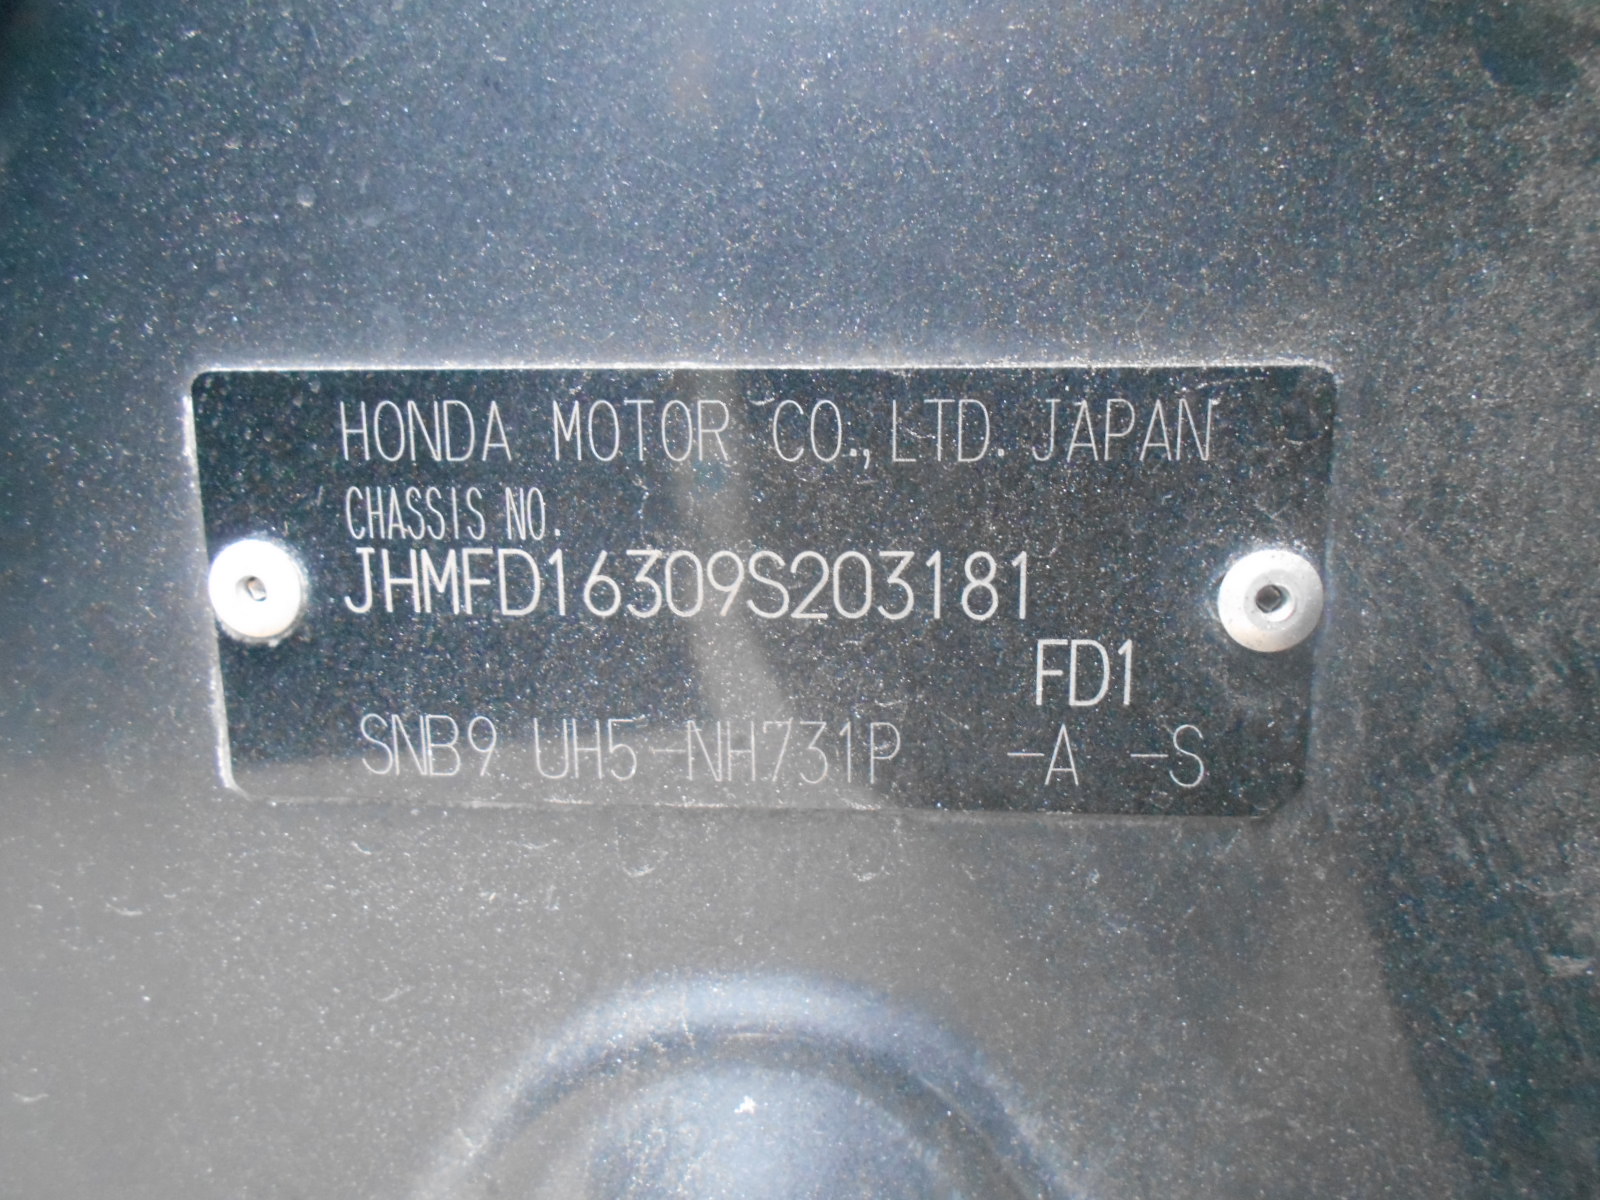 HONDA MOTOR CO.,LTD. JAPAN
CHASSIS NO.
JHMFD16309S203181
FD1
SNB9 UH5-NH731P -A -S